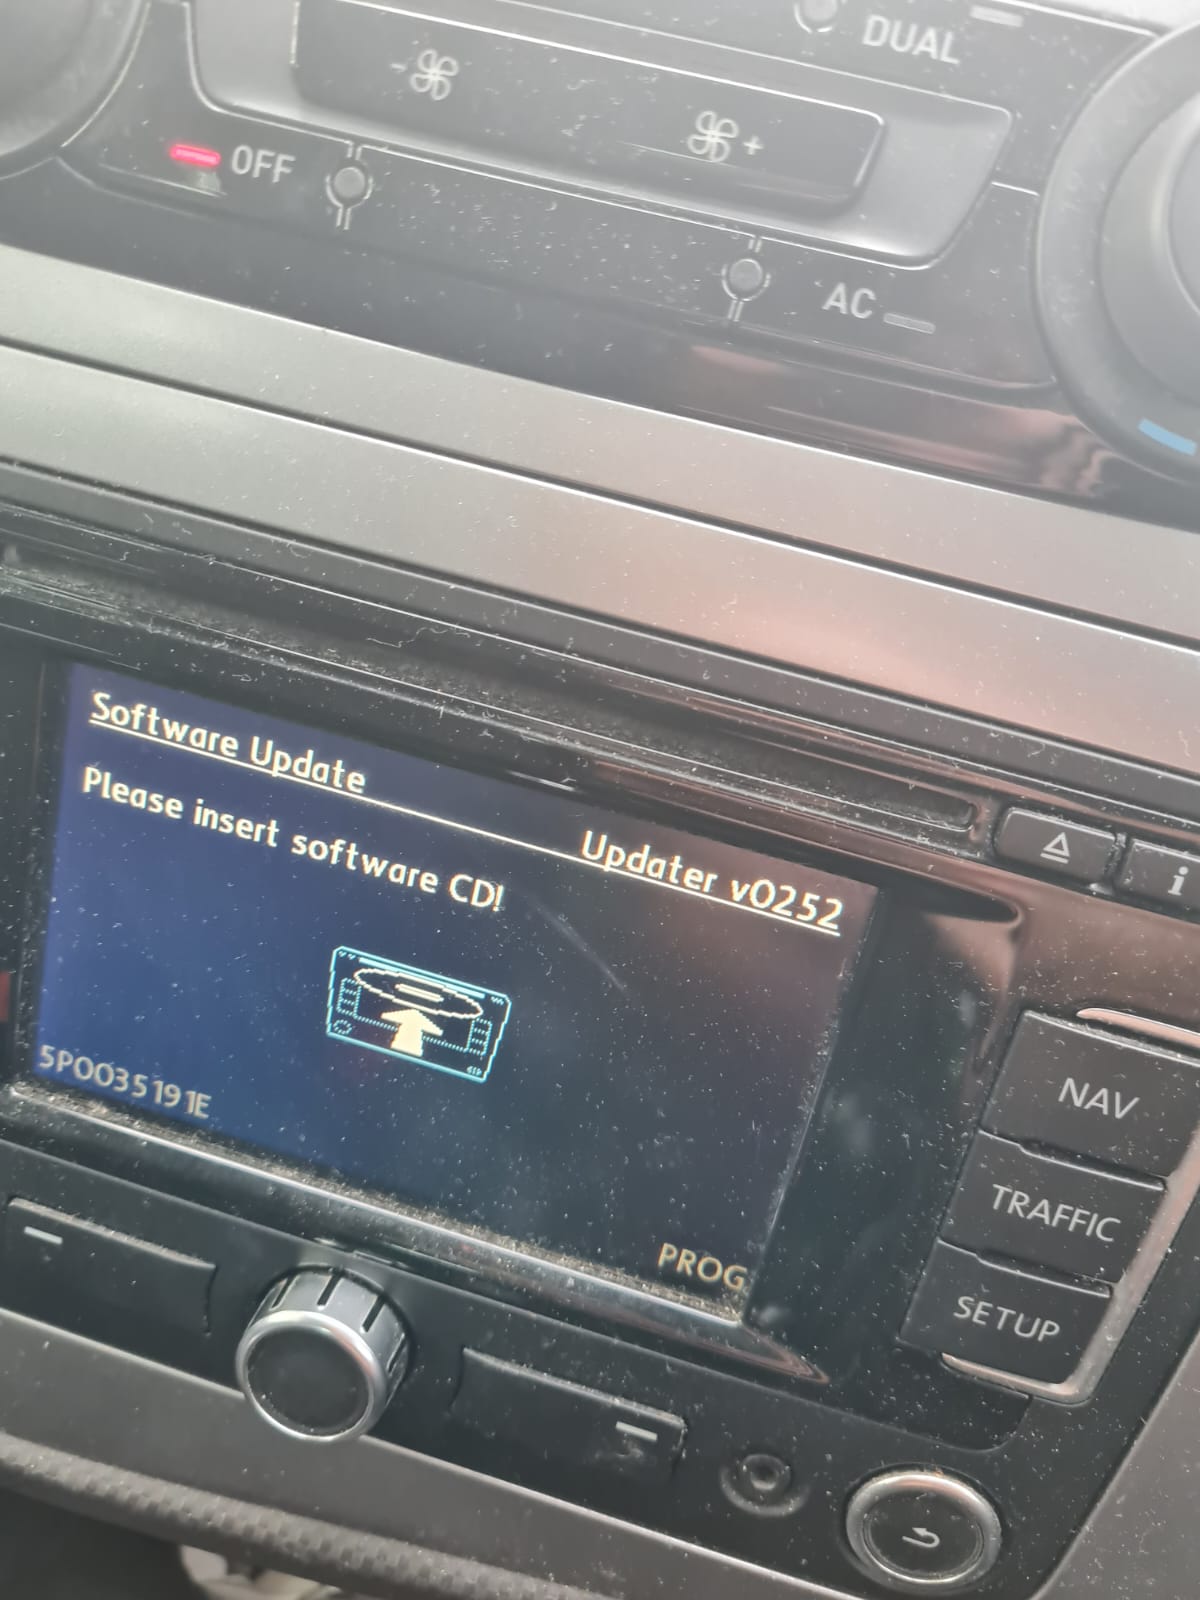 DUAL
-
+
OFF
AC
Software Update
Updater v0252
Please insert software CD!
i
5P0035191E
PROG
NAV
TRAFFIC
SETUP